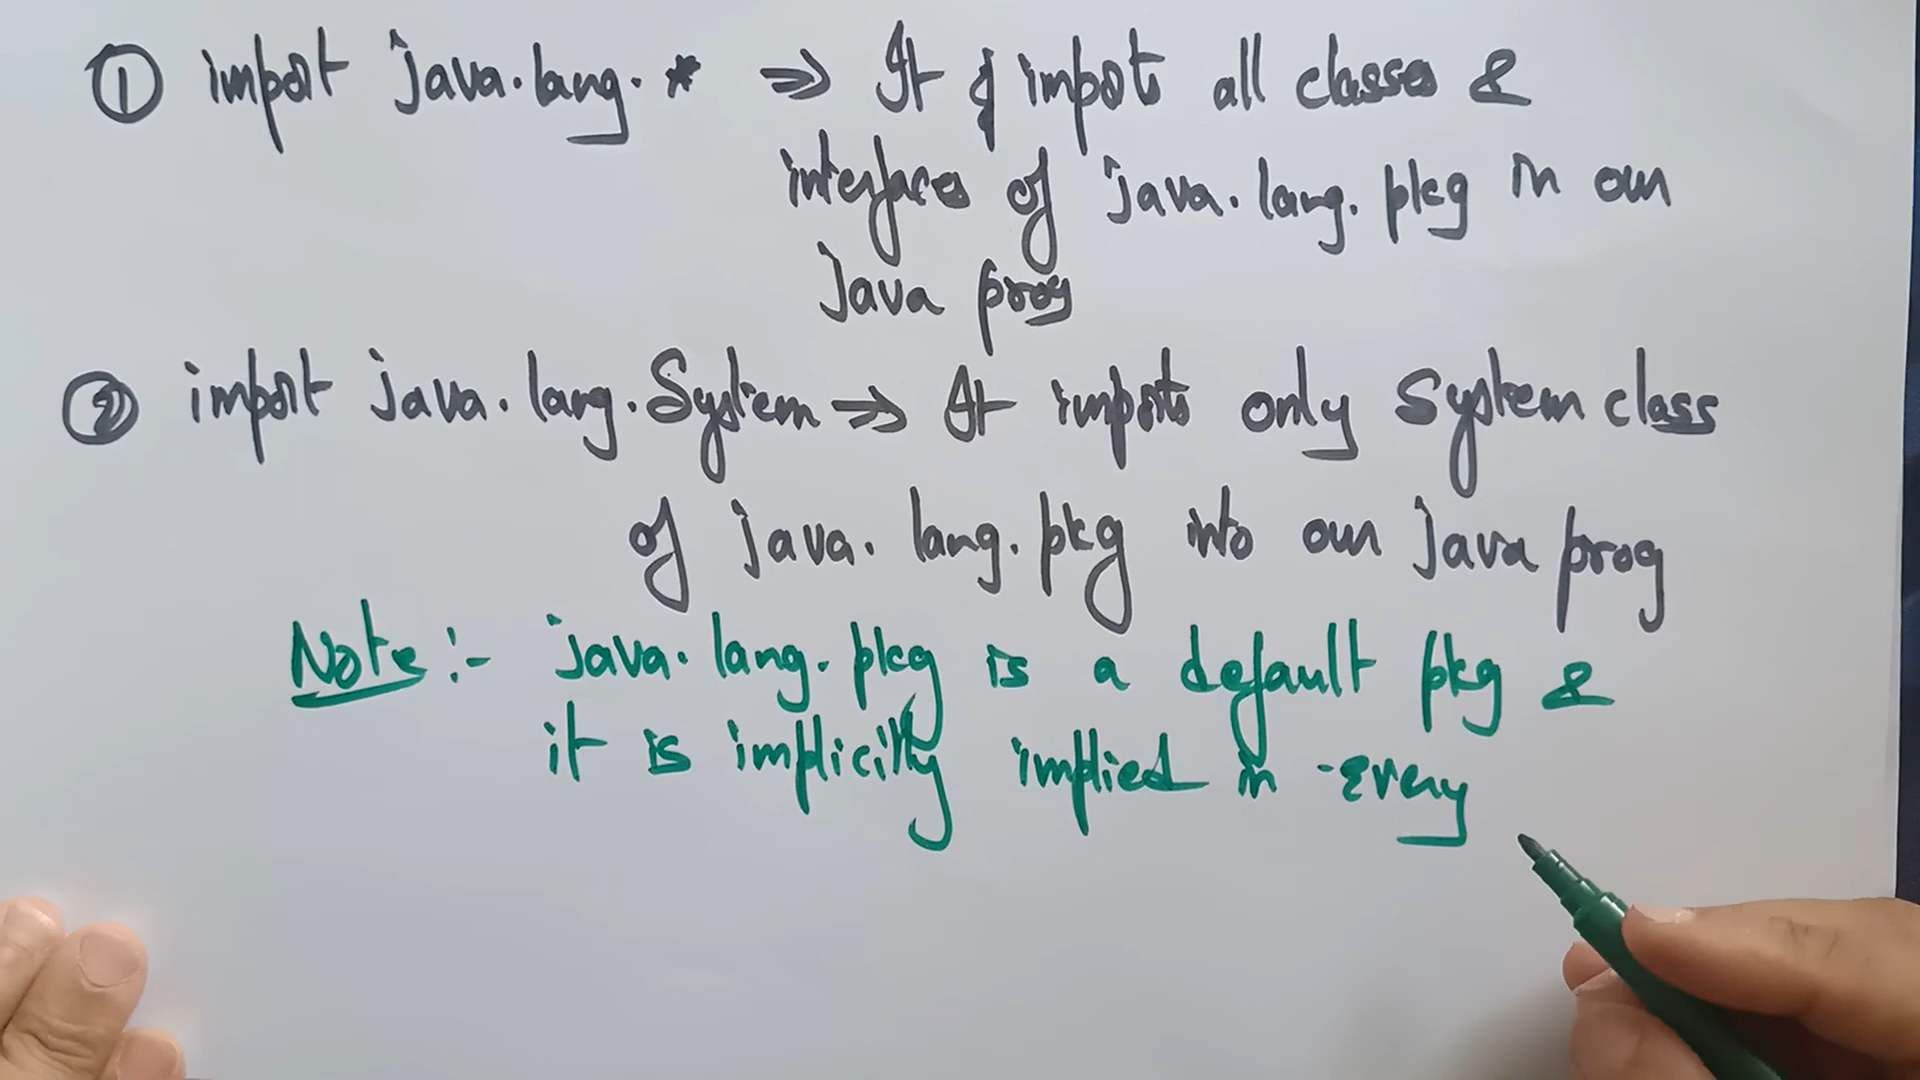 ① import java.lang.* ⇒ It imports all classes &
interfaces of java.lang. pkg in our
Java prog
② import java.lang.System ⇒ It imports only System class
of java.lang.pkg into our Java prog
Note:- java.lang.pkg is a default pkg &
it is implicitly implied in every